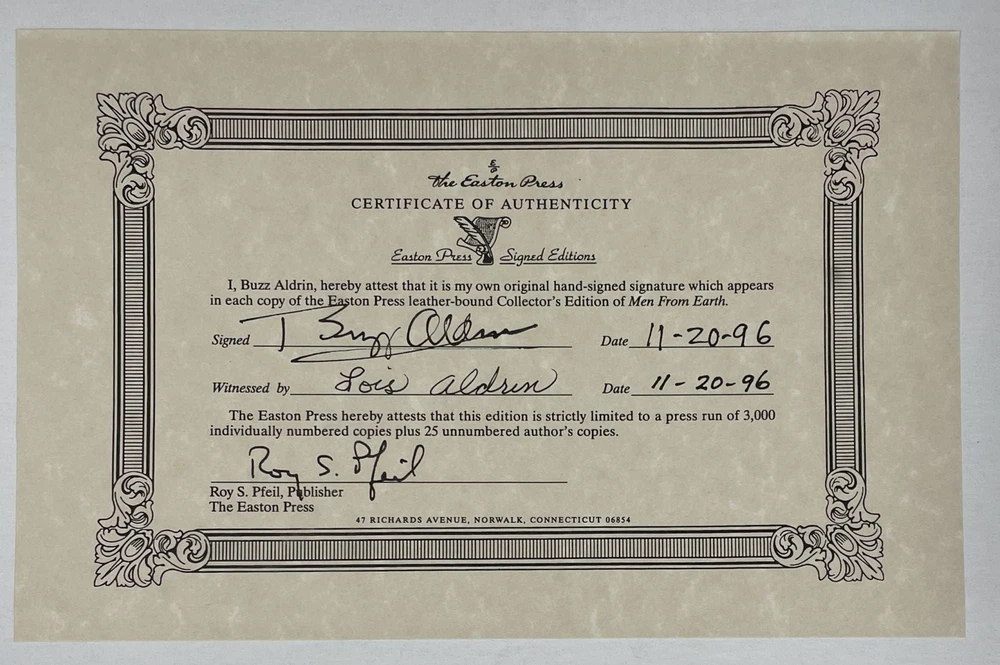 E
P
The Easton Press
CERTIFICATE OF AUTHENTICITY
Easton Press Signed Editions
I, Buzz Aldrin, hereby attest that it is my own original hand-signed signature which appears
in each copy of the Easton Press leather-bound Collector's Edition of Men From Earth.
Signed Buzz Aldrin Date 11-20-96
Witnessed by Lois Aldrin Date 11-20-96
The Easton Press hereby attests that this edition is strictly limited to a press run of 3,000
individually numbered copies plus 25 unnumbered author's copies.
Roy S. Pfeil
Roy S. Pfeil, Publisher
The Easton Press
47 RICHARDS AVENUE, NORWALK, CONNECTICUT 06854